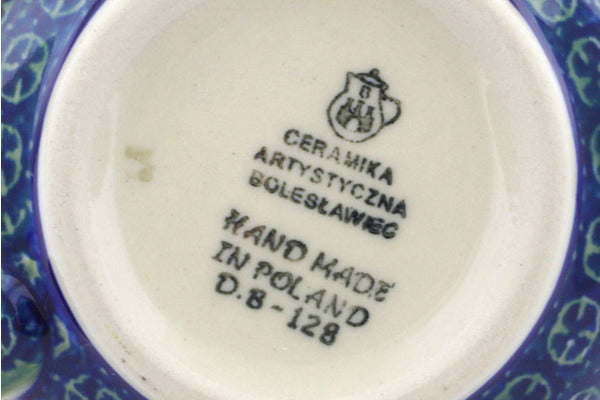 CERAMIKA
ARTYSTYCZNA
BOLESŁAWIEC
HAND MADE
IN POLAND
D.B-128